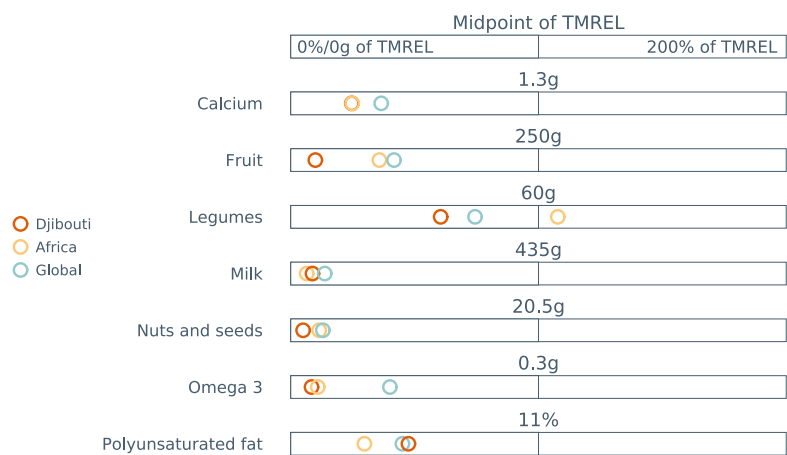 Midpoint of TMREL
0%/0g of TMREL 200% of TMREL
1.3g
Calcium
250g
Fruit
60g
Legumes
435g
Milk
20.5g
Nuts and seeds
0.3g
Omega 3
11%
Polyunsaturated fat
Djibouti
Africa
Global